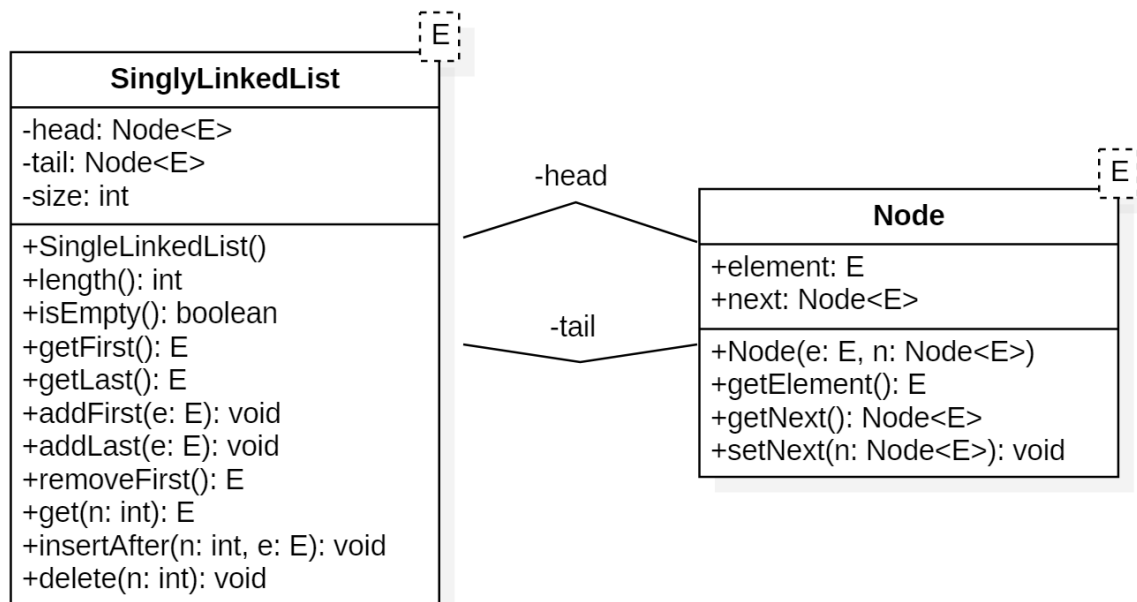 E
SinglyLinkedList
-head: Node<E>
-tail: Node<E>
-size: int
+SingleLinkedList()
+length(): int
+isEmpty(): boolean
+getFirst(): E
+getLast(): E
+addFirst(e: E): void
+addLast(e: E): void
+removeFirst(): E
+get(n: int): E
+insertAfter(n: int, e: E): void
+delete(n: int): void
-head
-tail
E
Node
+element: E
+next: Node<E>
+Node(e: E, n: Node<E>)
+getElement(): E
+getNext(): Node<E>
+setNext(n: Node<E>): void